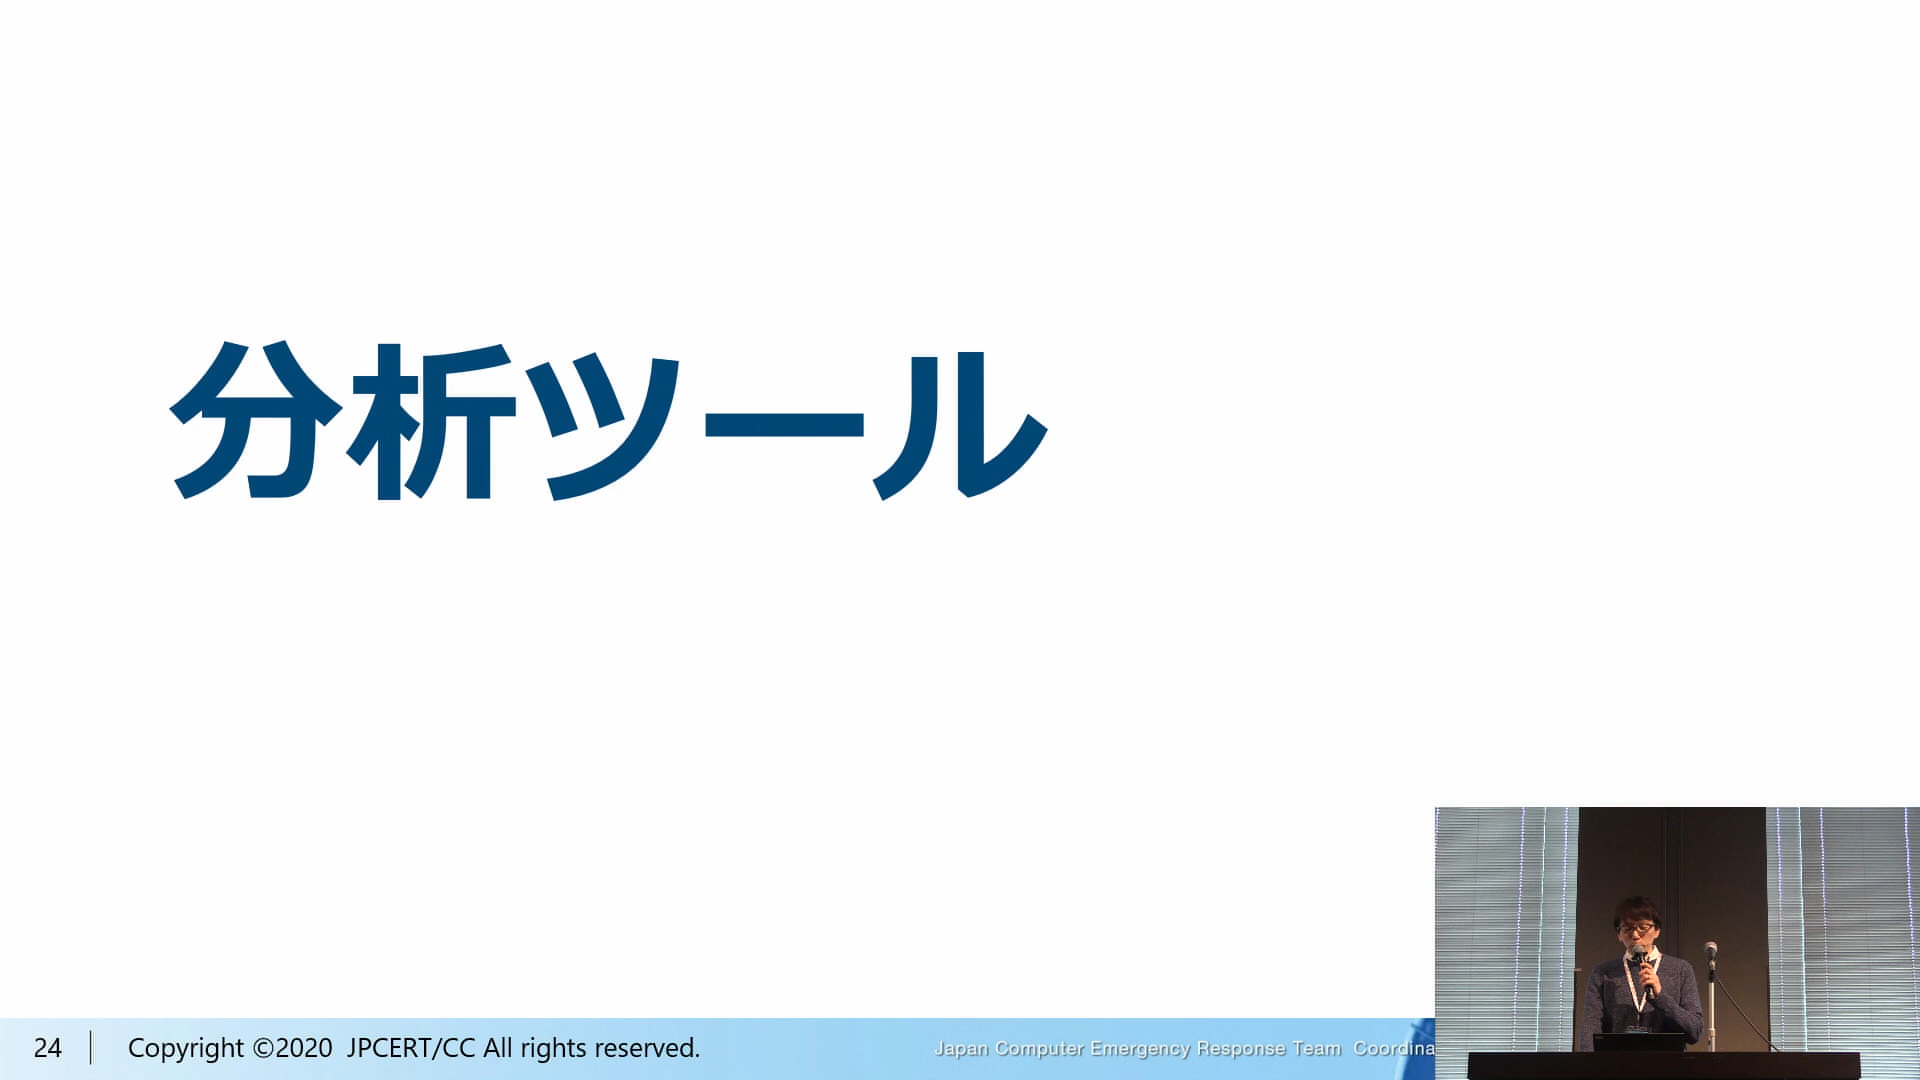 分析ツール
24
Copyright ©2020 JPCERT/CC All rights reserved.
Japan Computer Emergency Response Team Coordina